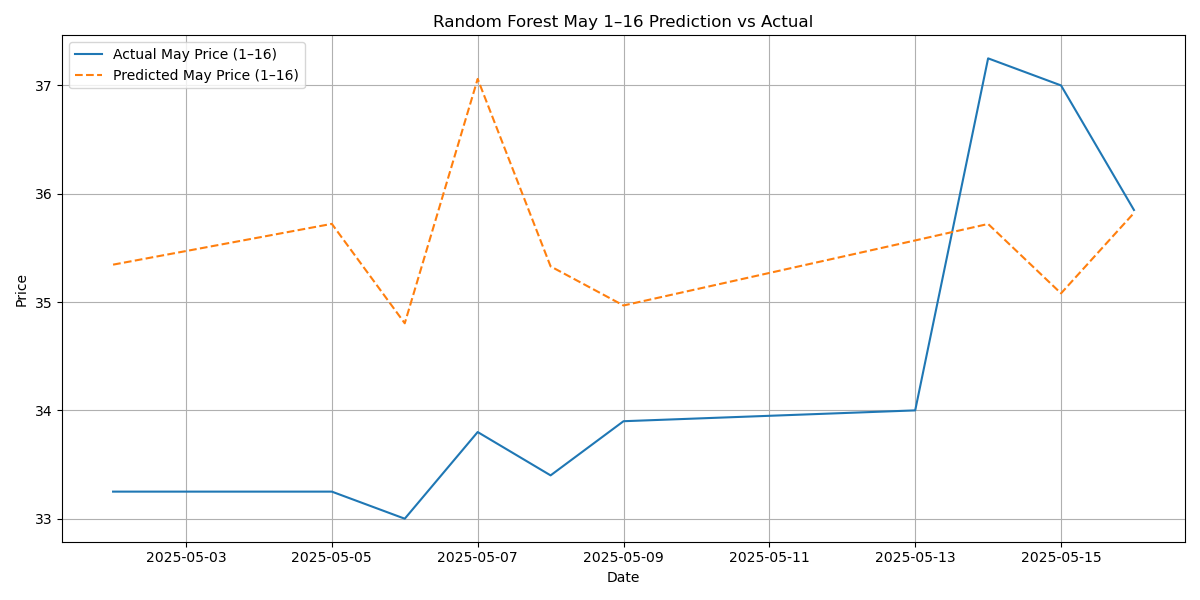 Random Forest May 1–16 Prediction vs Actual
Actual May Price (1–16)
Predicted May Price (1–16)
Price
37
36
35
34
33
2025-05-03
2025-05-05
2025-05-07
2025-05-09
2025-05-11
2025-05-13
2025-05-15
Date